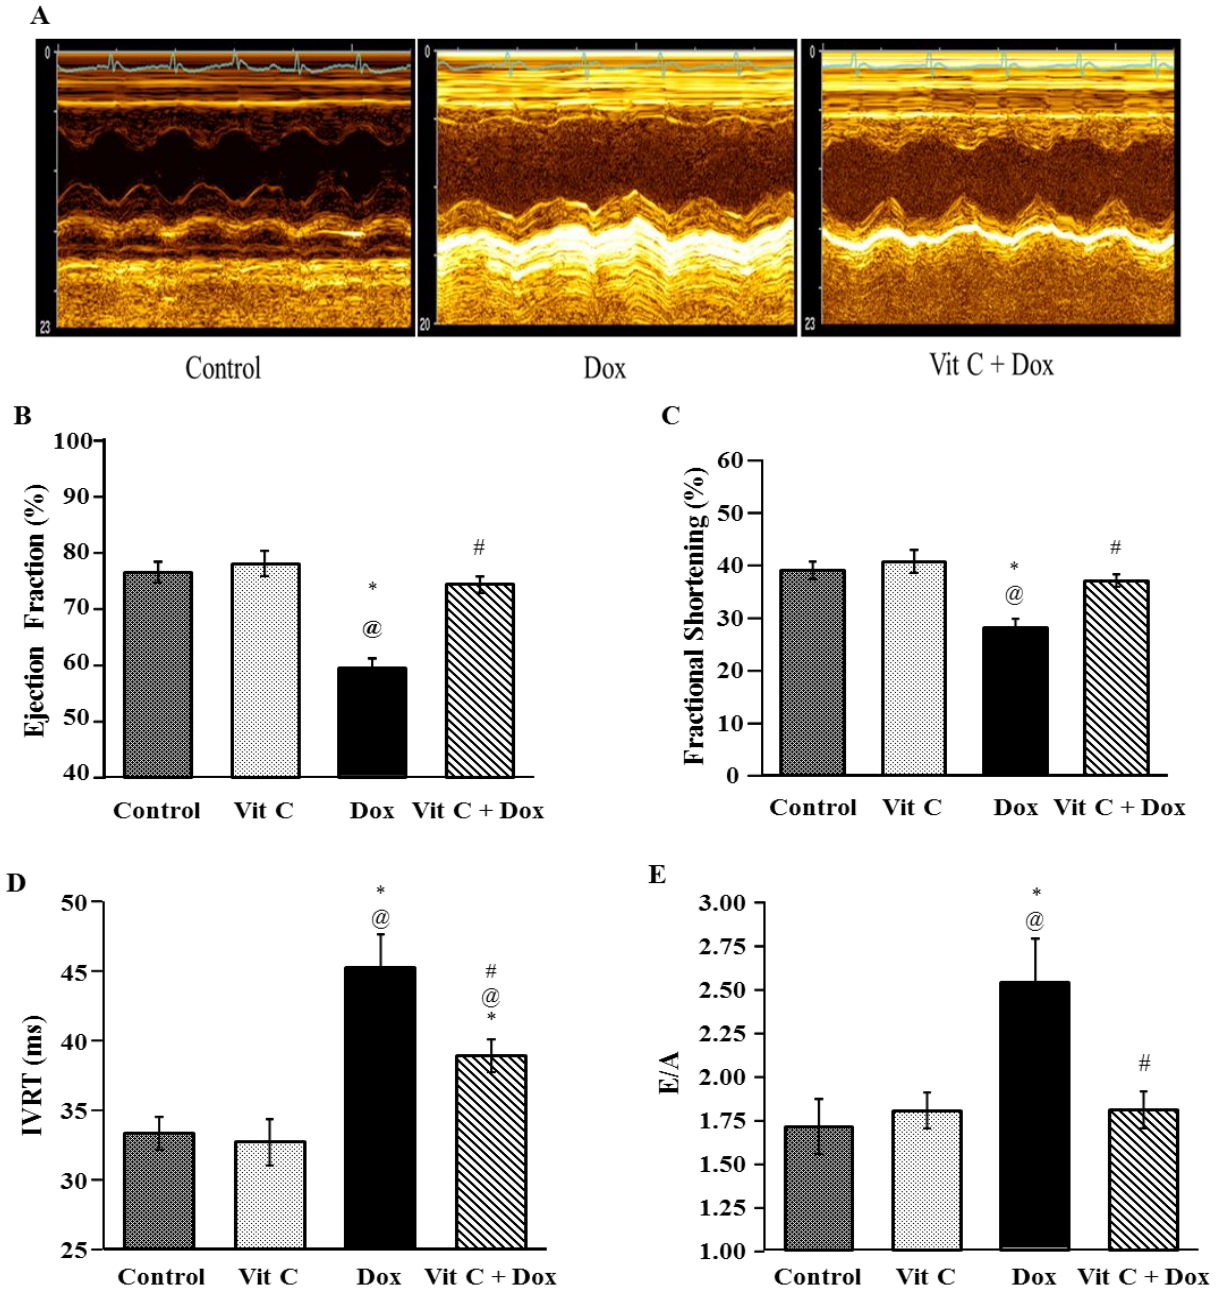 A
0
23
0
20
0
23
Control
Dox
Vit C + Dox
B
Ejection Fraction (%)
100
90
80
70
60
50
40
*
@
#
Control
Vit C
Dox
Vit C + Dox
C
Fractional Shortening (%)
60
50
40
30
20
10
0
*
@
#
Control
Vit C
Dox
Vit C + Dox
D
IVRT (ms)
50
45
40
35
30
25
*
@
#
@
*
Control
Vit C
Dox
Vit C + Dox
E
E/A
3.00
2.75
2.50
2.25
2.00
1.75
1.50
1.25
1.00
*
@
#
Control
Vit C
Dox
Vit C + Dox